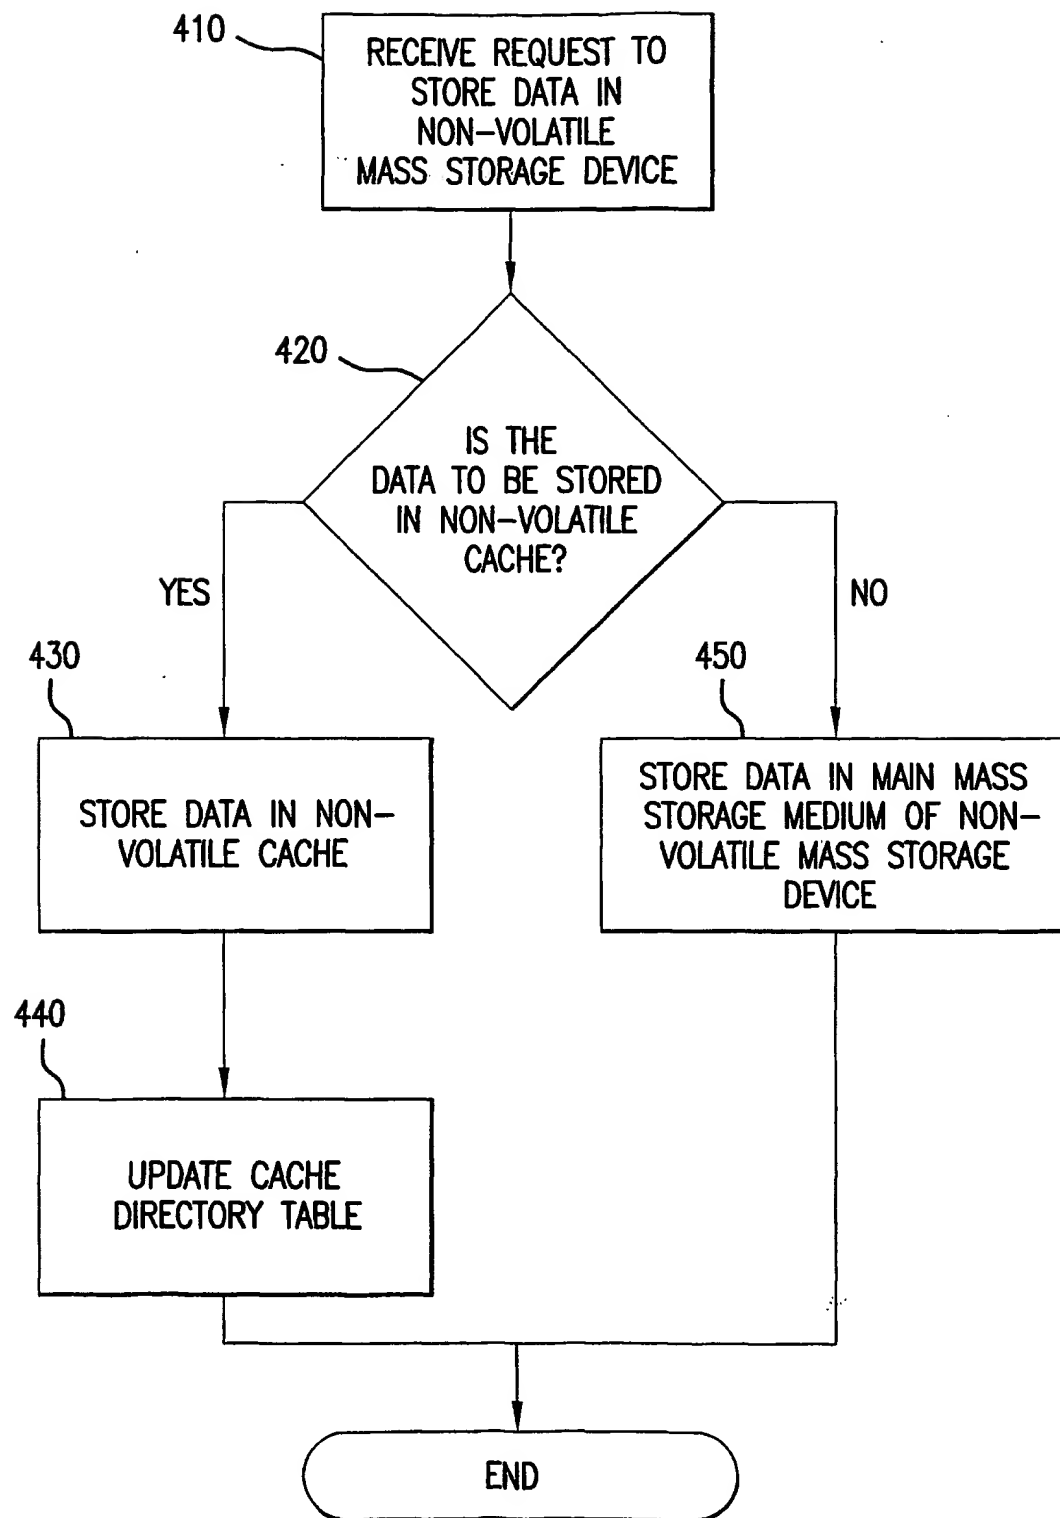 410
RECEIVE REQUEST TO
STORE DATA IN
NON-VOLATILE
MASS STORAGE DEVICE
420
IS THE
DATA TO BE STORED
IN NON-VOLATILE
CACHE?
YES
NO
430
STORE DATA IN NON-
VOLATILE CACHE
450
STORE DATA IN MAIN MASS
STORAGE MEDIUM OF NON-
VOLATILE MASS STORAGE
DEVICE
440
UPDATE CACHE
DIRECTORY TABLE
END